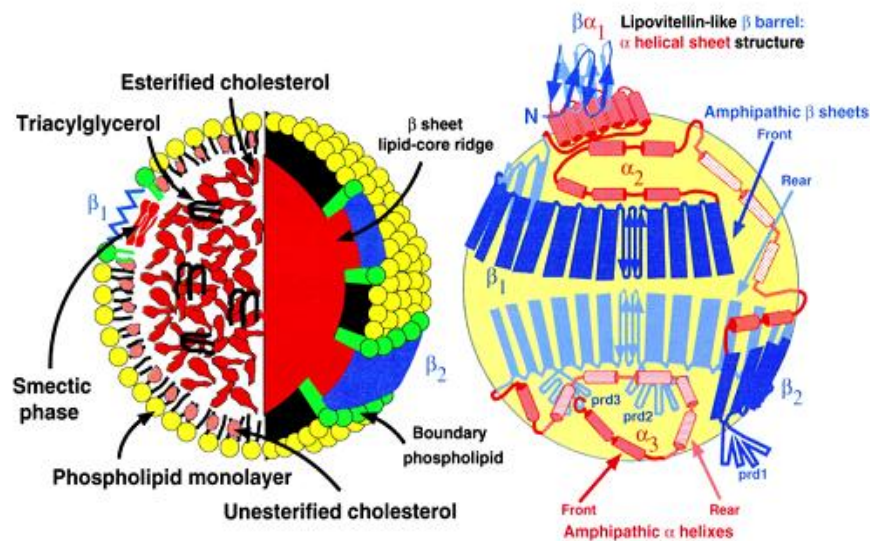 Esterified cholesterol
Triacylglycerol
β sheet
lipid-core ridge
β1
β2
Smectic
phase
Boundary
phospholipid
Phospholipid monolayer
Unesterified cholesterol
βα1
Lipovitellin-like β barrel:
α helical sheet structure
N
Amphipathic β sheets
Front
α2
Rear
β1
β2
prd3
C
prd2
α3
prd1
Front
Rear
Amphipathic α helixes